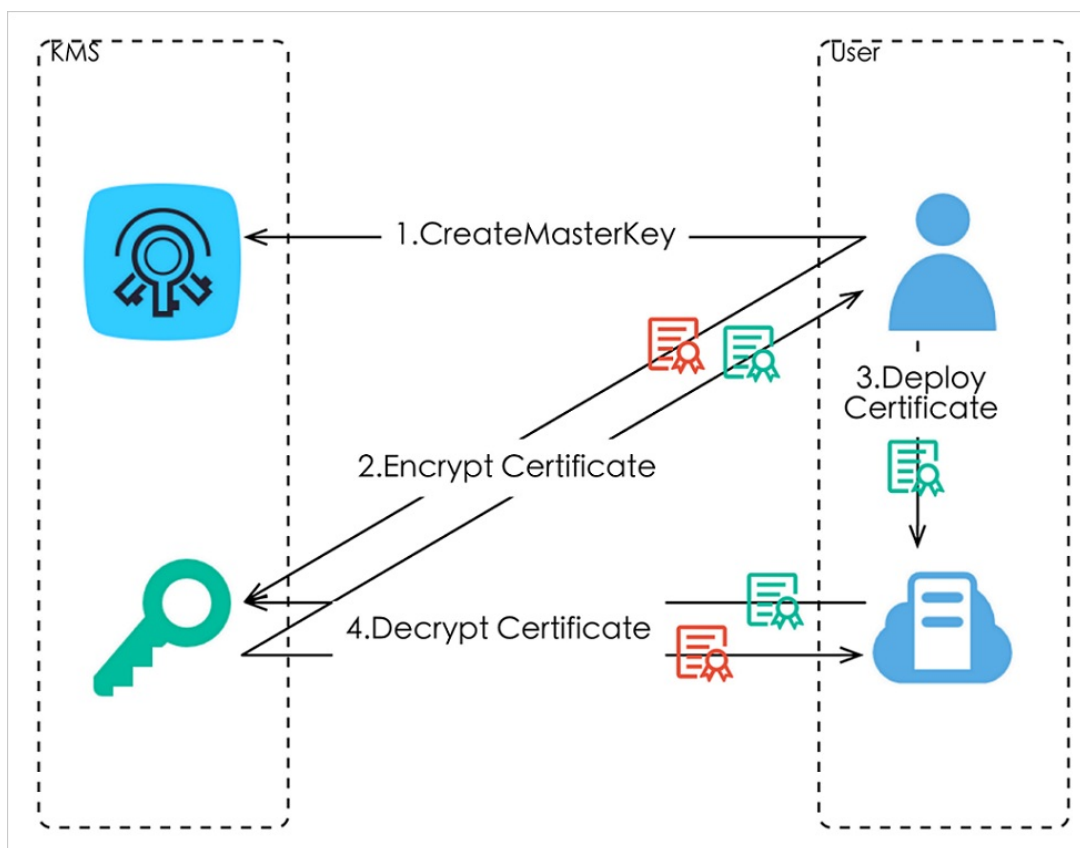 KMS
User
1.CreateMasterKey
3.Deploy
Certificate
2.Encrypt Certificate
4.Decrypt Certificate